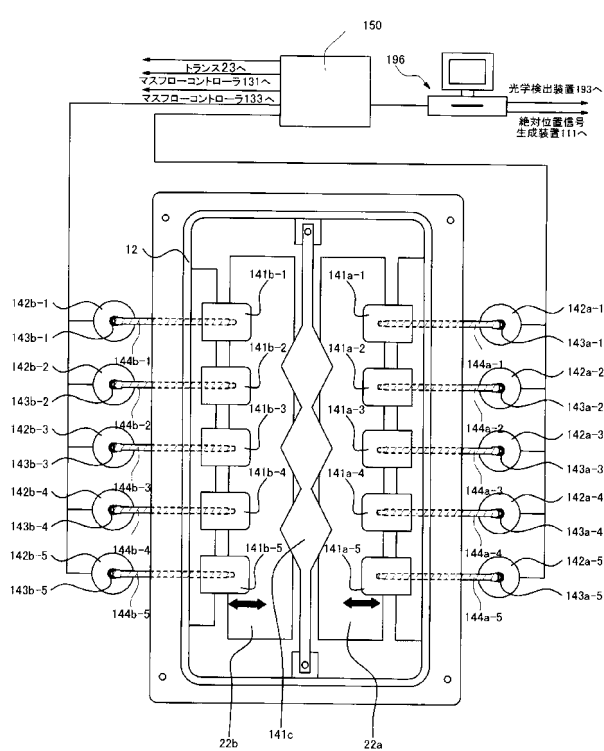 150
トランス23へ
マスフローコントローラ131へ
マスフローコントローラ133へ
196
光学検出装置193へ
絶対位置信号
生成装置111へ
12
142b-1
143b-1
144b-1
142b-2
143b-2
144b-2
142b-3
143b-3
144b-3
142b-4
143b-4
144b-4
142b-5
143b-5
144b-5
141b-1
141b-2
141b-3
141b-4
141b-5
141a-1
141a-2
141a-3
141a-4
141a-5
142a-1
143a-1
144a-1
142a-2
143a-2
144a-2
142a-3
143a-3
144a-3
142a-4
143a-4
144a-4
142a-5
143a-5
144a-5
22b
141c
22a